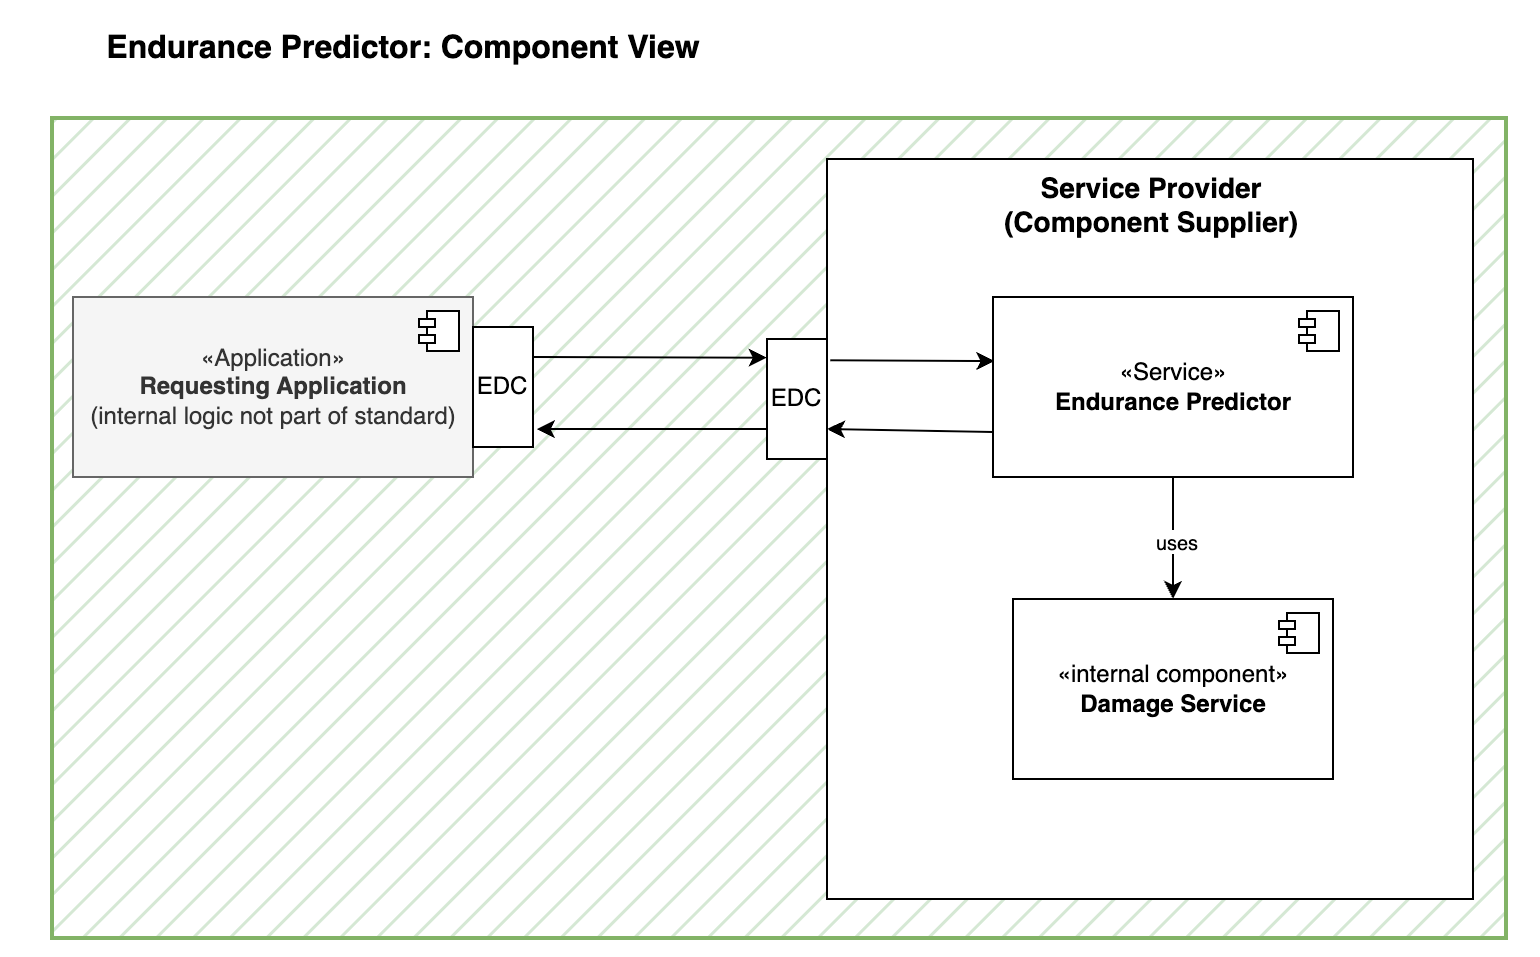 Endurance Predictor: Component View
Service Provider
(Component Supplier)
«Application»
Requesting Application
(internal logic not part of standard)
EDC
EDC
«Service»
Endurance Predictor
uses
«internal component»
Damage Service